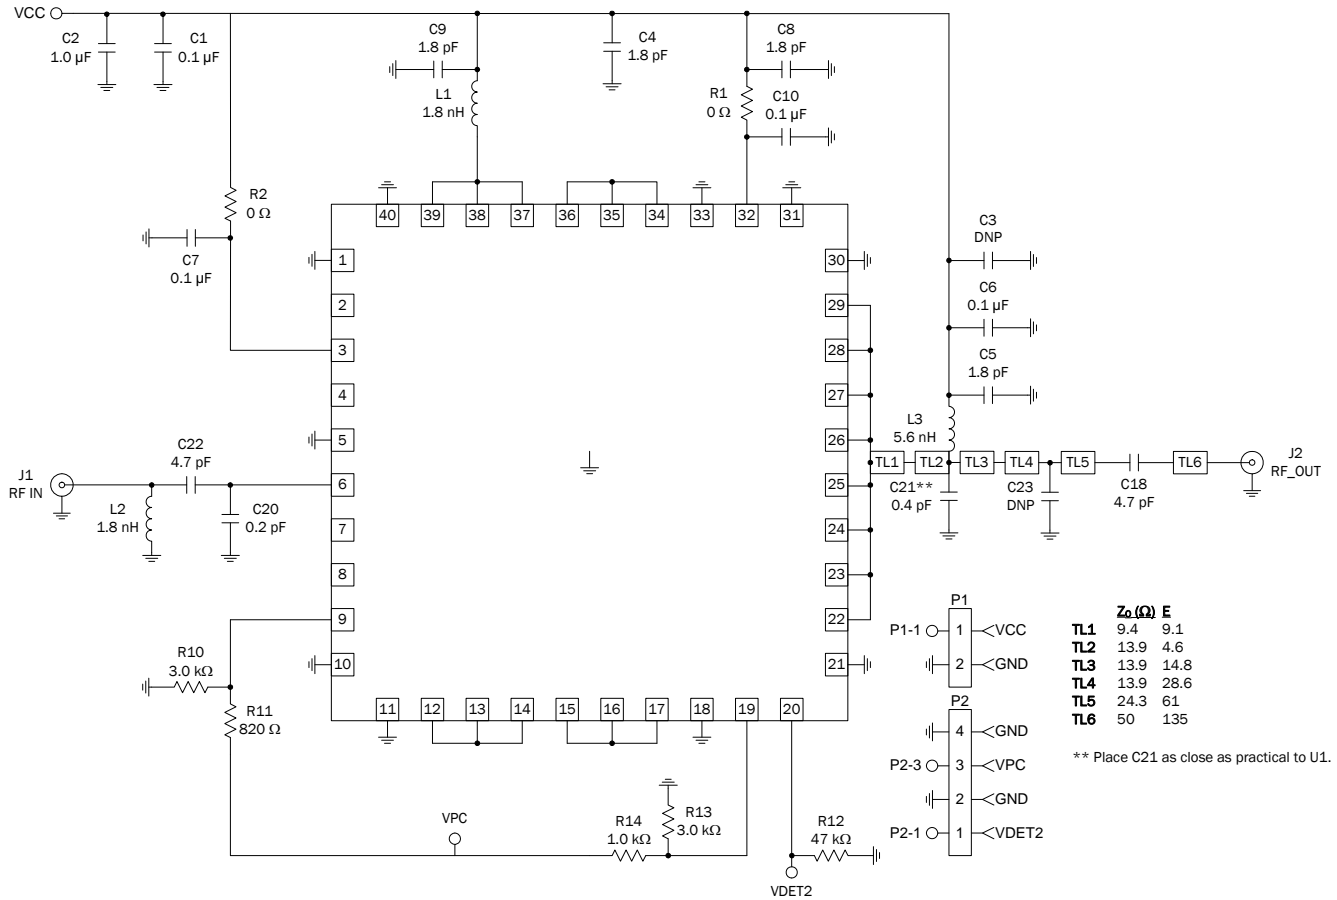 VCC
C2
1.0 µF
C1
0.1 µF
C9
1.8 pF
C4
1.8 pF
C8
1.8 pF
L1
1.8 nH
R1
0 Ω
C10
0.1 µF
R2
0 Ω
C7
0.1 µF
40 39 38 37 36 35 34 33 32 31
1
2
3
4
5
6
7
8
9
10
30
29
28
27
26
25
24
23
22
21
11 12 13 14 15 16 17 18 19 20
C3
DNP
C6
0.1 µF
C5
1.8 pF
L3
5.6 nH
TL1 TL2 TL3 TL4 TL5 TL6
C21**
0.4 pF
C23
DNP
C18
4.7 pF
J2
RF_OUT
J1
RF IN
C22
4.7 pF
L2
1.8 nH
C20
0.2 pF
R10
3.0 kΩ
R11
820 Ω
VPC
R14
1.0 kΩ
R13
3.0 kΩ
R12
47 kΩ
VDET2
P1
P1-1 1 VCC
2 GND
P2
4 GND
P2-3 3 VPC
2 GND
P2-1 1 VDET2
Z₀ (Ω) E
TL1 9.4 9.1
TL2 13.9 4.6
TL3 13.9 14.8
TL4 13.9 28.6
TL5 24.3 61
TL6 50 135
** Place C21 as close as practical to U1.